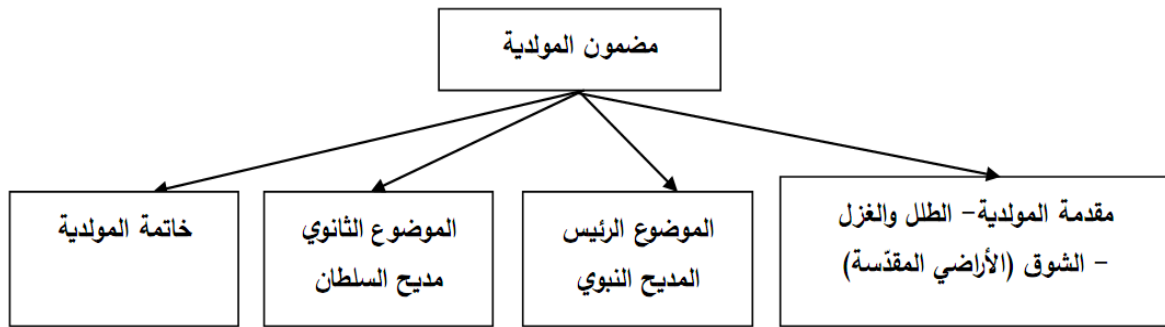 مضمون المولدية
مقدمة المولدية- الطلل والغزل
- الشوق (الأراضي المقدّسة)
الموضوع الرئيس
المديح النبوي
الموضوع الثانوي
مديح السلطان
خاتمة المولدية